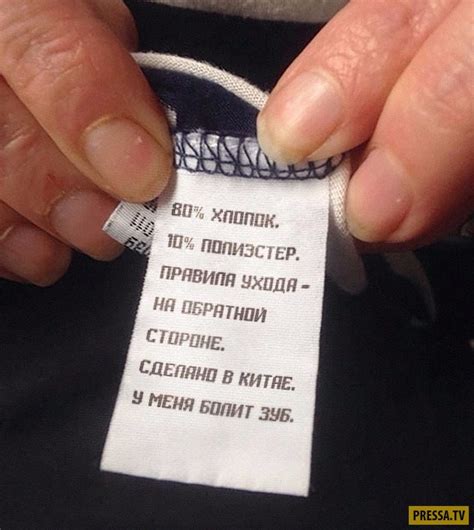 80% ХЛОПОК.
10% ПОЛИЭСТЕР.
ПРАВИЛА УХОДА -
НА ОБРАТНОЙ
СТОРОНЕ.
СДЕЛАНО В КИТАЕ.
У МЕНЯ БОЛИТ ЗУБ.
PRESSA.TV